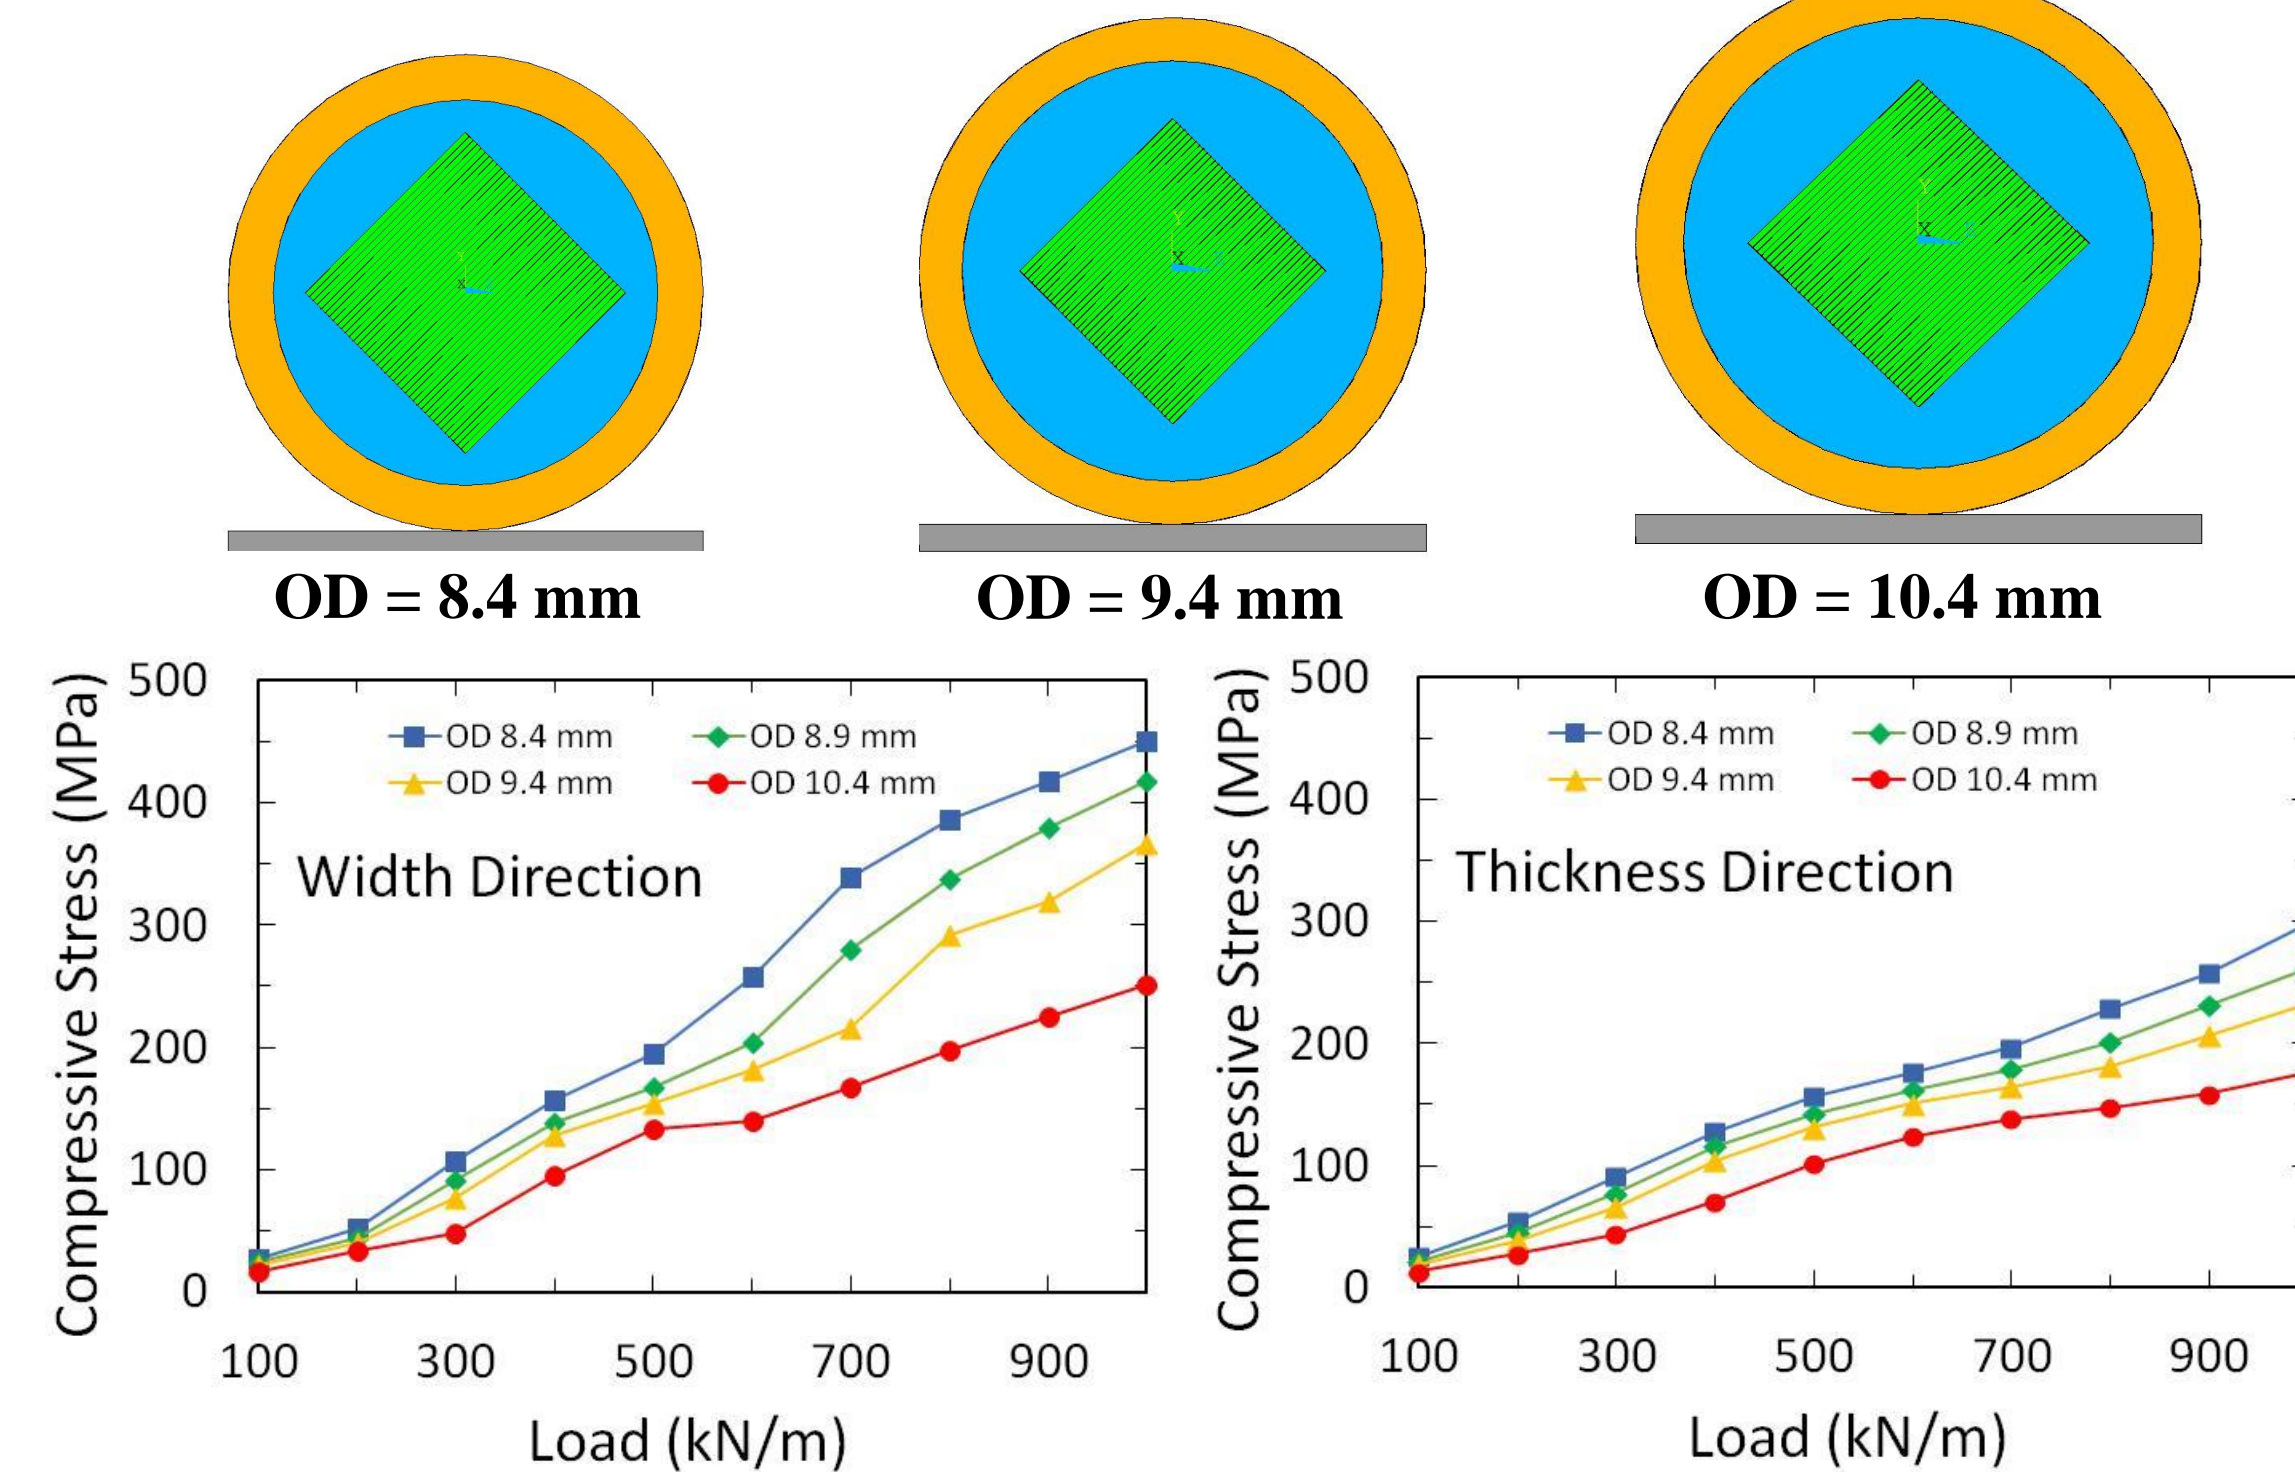 Y
X
Y
X
Y
X
OD = 8.4 mm
OD = 9.4 mm
OD = 10.4 mm
Compressive Stress (MPa)
500
400
300
200
100
0
OD 8.4 mm
OD 8.9 mm
OD 9.4 mm
OD 10.4 mm
Width Direction
100
300
500
700
900
Load (kN/m)
Compressive Stress (MPa)
500
400
300
200
100
0
OD 8.4 mm
OD 8.9 mm
OD 9.4 mm
OD 10.4 mm
Thickness Direction
100
300
500
700
900
Load (kN/m)